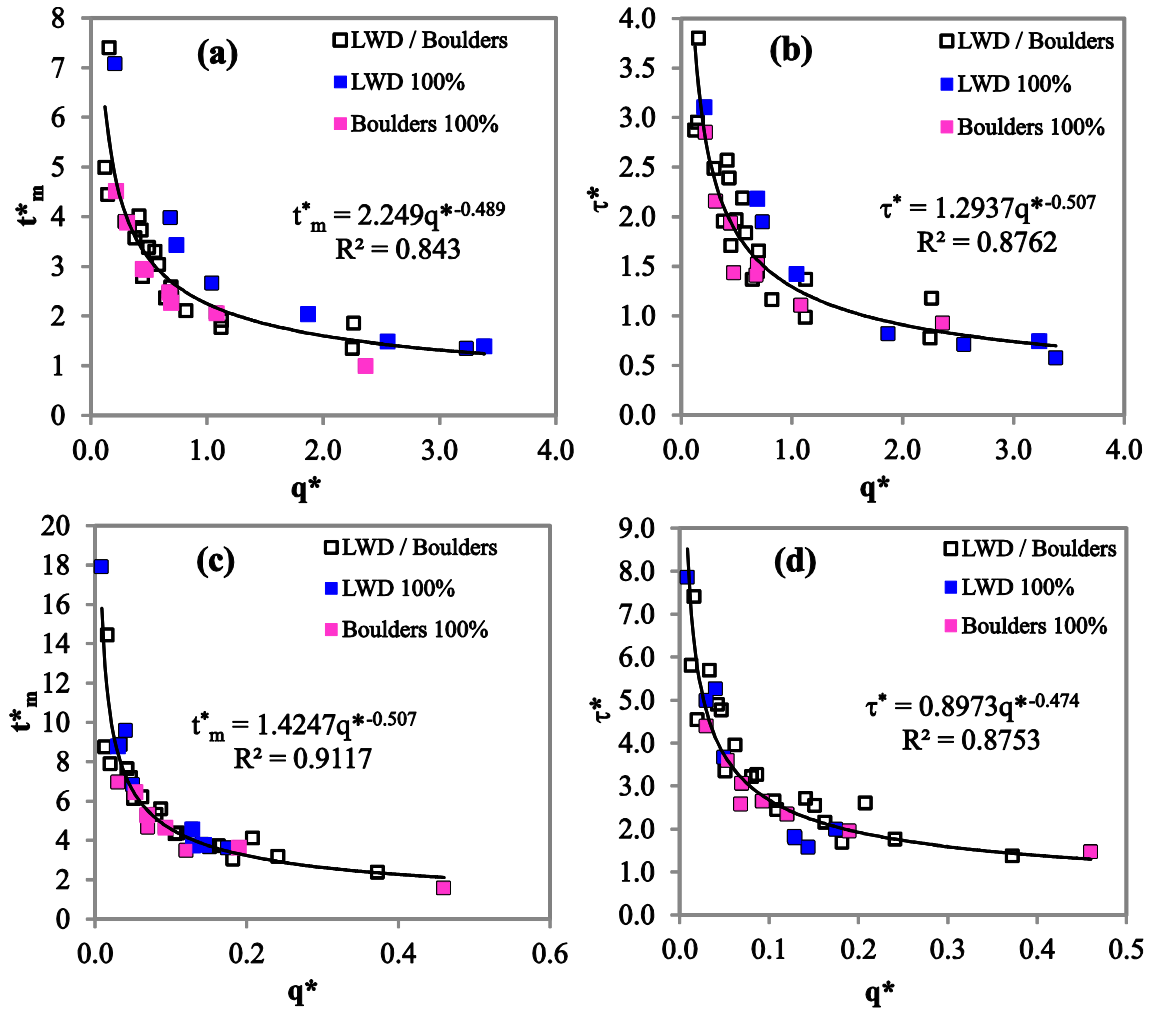 (a)
LWD / Boulders
LWD 100%
Boulders 100%
t*m = 2.249q*^-0.489
R² = 0.843
t*m
8
7
6
5
4
3
2
1
0
0.0 1.0 2.0 3.0 4.0
q*
(b)
LWD / Boulders
LWD 100%
Boulders 100%
τ* = 1.2937q*^-0.507
R² = 0.8762
τ*
4.0
3.5
3.0
2.5
2.0
1.5
1.0
0.5
0.0
0.0 1.0 2.0 3.0 4.0
q*
(c)
LWD / Boulders
LWD 100%
Boulders 100%
t*m = 1.4247q*^-0.507
R² = 0.9117
t*m
20
18
16
14
12
10
8
6
4
2
0
0.0 0.2 0.4 0.6
q*
(d)
LWD / Boulders
LWD 100%
Boulders 100%
τ* = 0.8973q*^-0.474
R² = 0.8753
τ*
9.0
8.0
7.0
6.0
5.0
4.0
3.0
2.0
1.0
0.0
0.0 0.1 0.2 0.3 0.4 0.5
q*